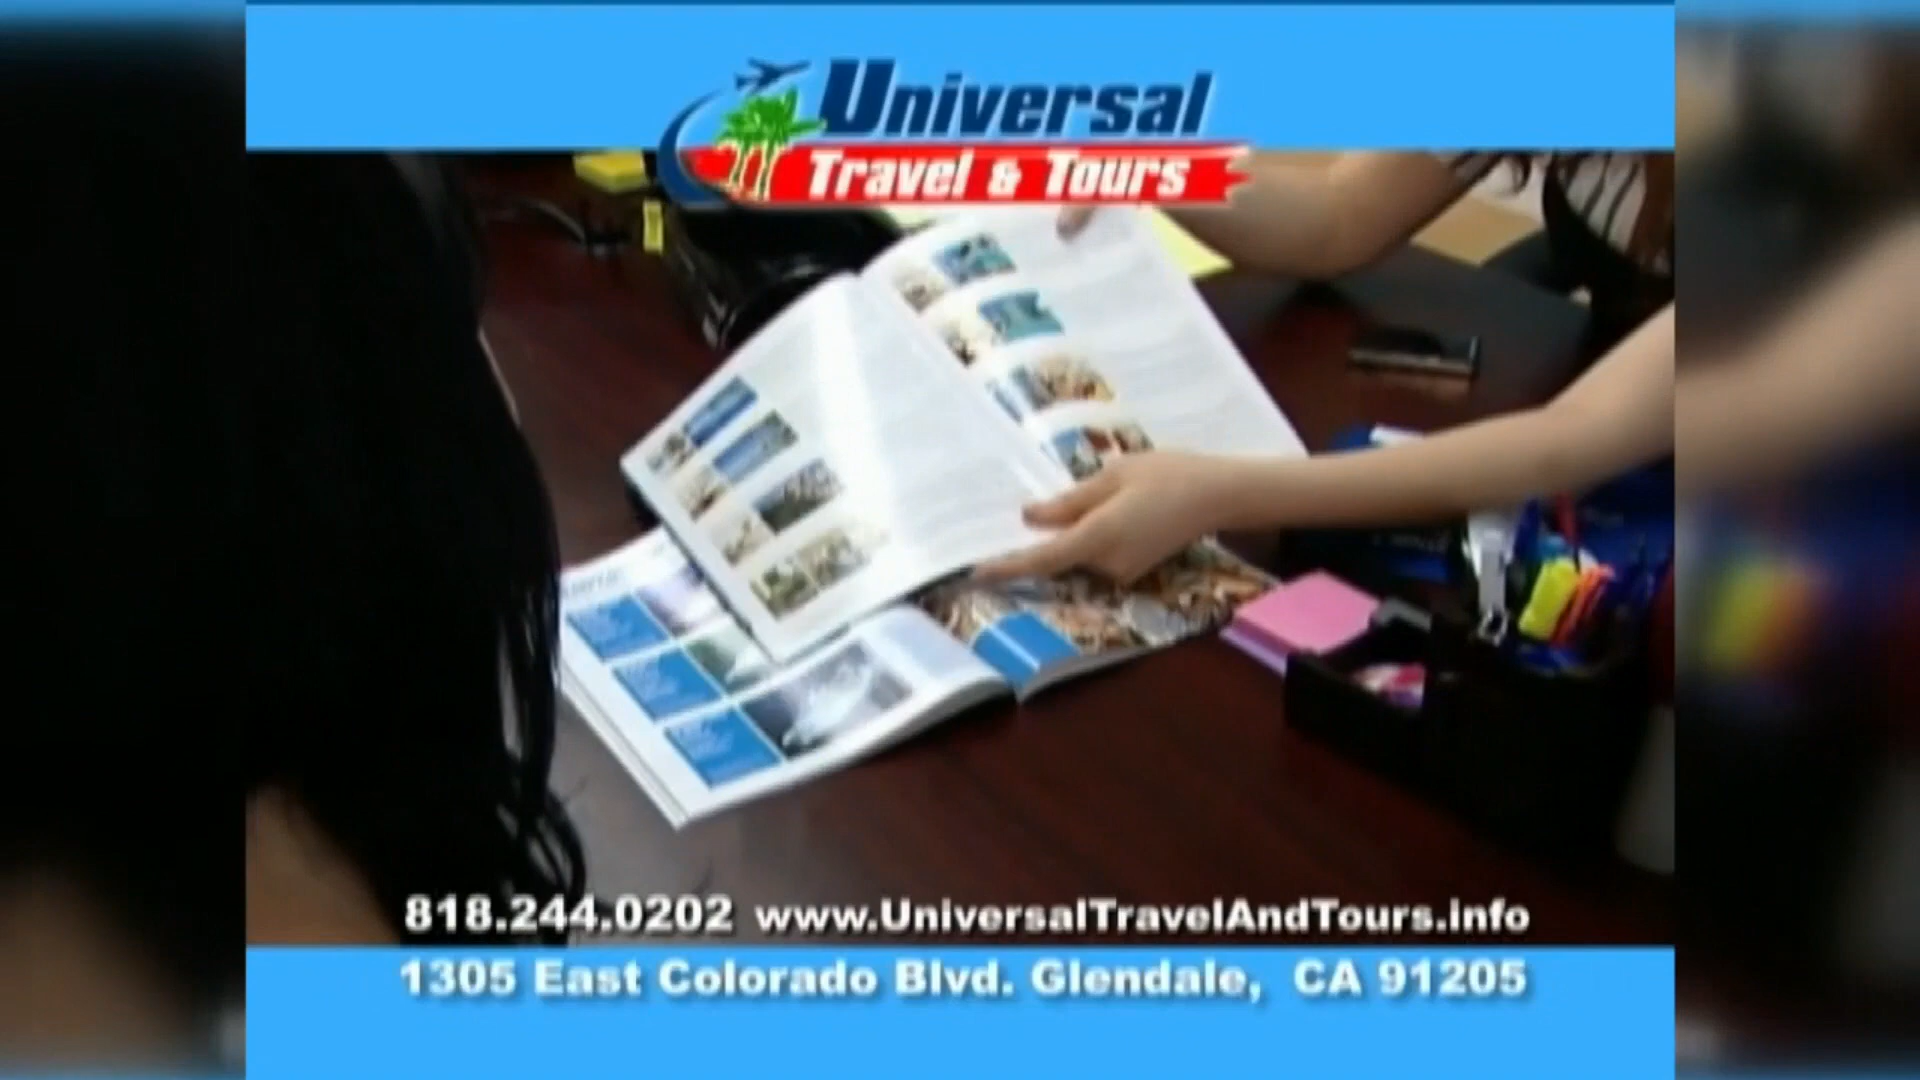 Universal
Travel & Tours
818.244.0202 www.UniversalTravelAndTours.info
1305 East Colorado Blvd. Glendale, CA 91205